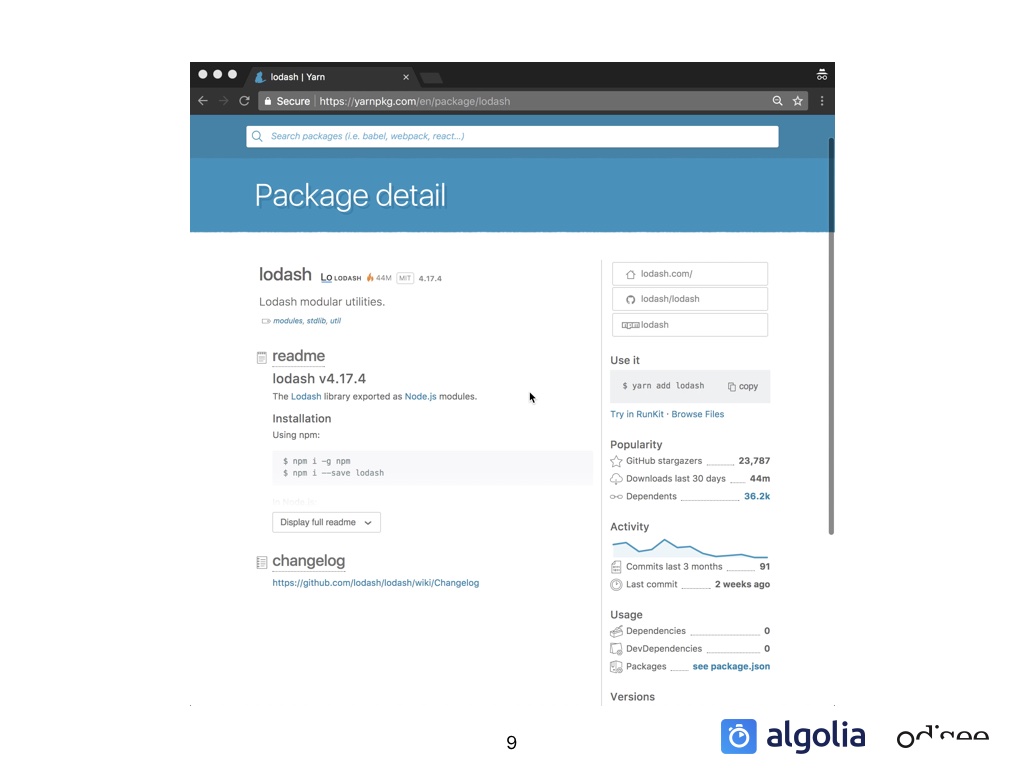 lodash | Yarn
Secure | https://yarnpkg.com/en/package/lodash
Search packages (i.e. babel, webpack, react...)
Package detail
lodash LO LODASH 44M MIT 4.17.4
Lodash modular utilities.
modules, stdlib, util
readme
lodash v4.17.4
The Lodash library exported as Node.js modules.
Installation
Using npm:
$ npm i -g npm
$ npm i --save lodash
In Node.js:
Display full readme
changelog
https://github.com/lodash/lodash/wiki/Changelog
lodash.com/
lodash/lodash
npm lodash
Use it
$ yarn add lodash copy
Try in RunKit · Browse Files
Popularity
GitHub stargazers 23,787
Downloads last 30 days 44m
Dependents 36.2k
Activity
Commits last 3 months 91
Last commit 2 weeks ago
Usage
Dependencies 0
DevDependencies 0
Packages see package.json
Versions
9
algolia
odisee